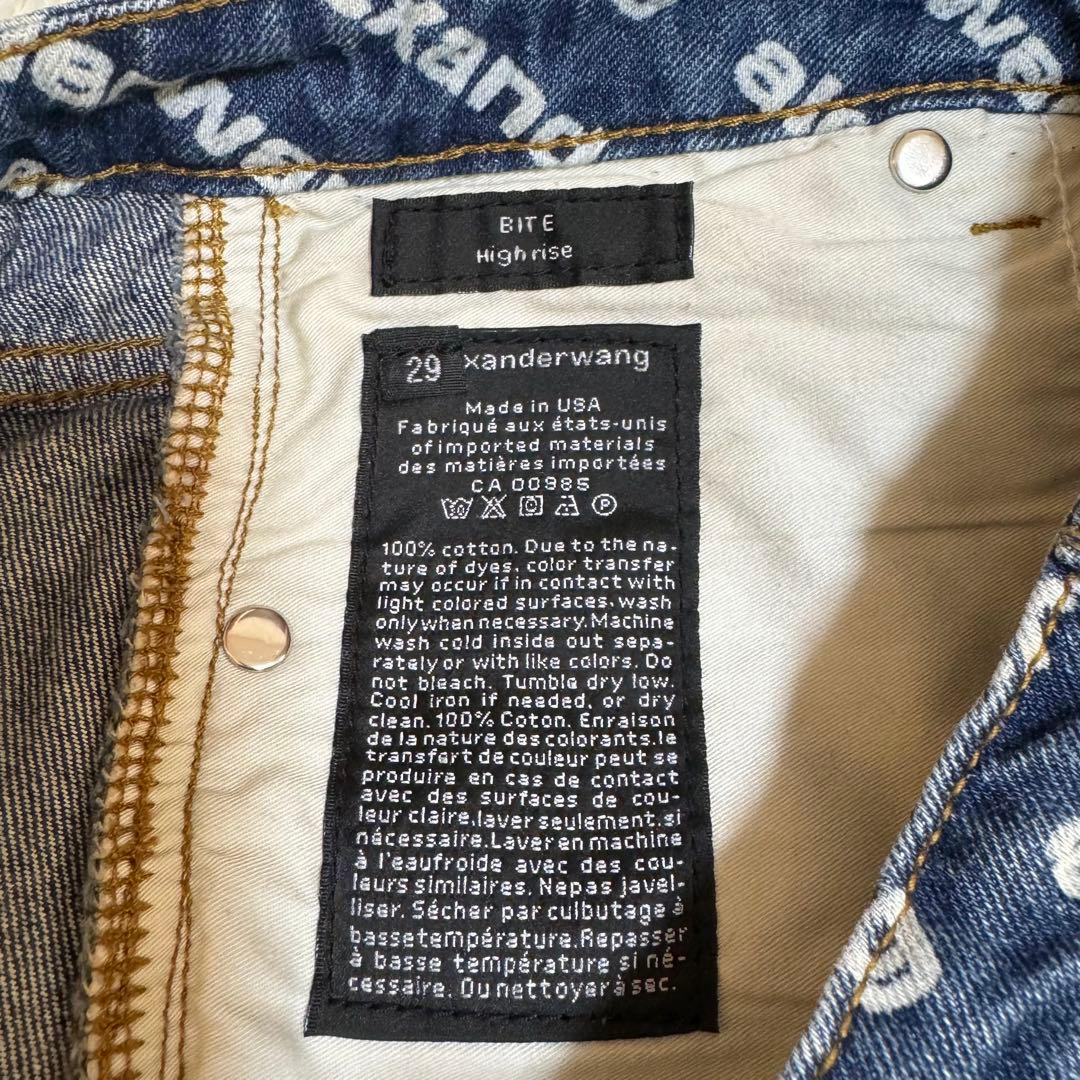 e
xan
al
we
BITE
High rise
29
xanderwang
Made in USA
Fabriqué aux états-unis
of imported materials
des matières importées
CA 00985
P
100% cotton. Due to the na-
ture of dyes. color transfer
may occur if in contact with
light colored surfaces. wash
only when necessary. Machine
wash cold inside out sepa-
rately or with like colors. Do
not bleach. Tumble dry low.
Cool iron if needed. or dry
clean. 100% Coton. Enraison
de la nature des colorants. le
transfart de couleur peut se
produire en cas de contact
avec des surfaces de cou-
leur claire. laver seulement. si
nécessaire. Laver en machine
à l'eaufroide avec des cou-
leurs similaires. Nepas javel-
liser. Sécher par culbutage à
bassetempérature. Repasser
à basse température si né-
cessaire. Ou nettoyer à sec.